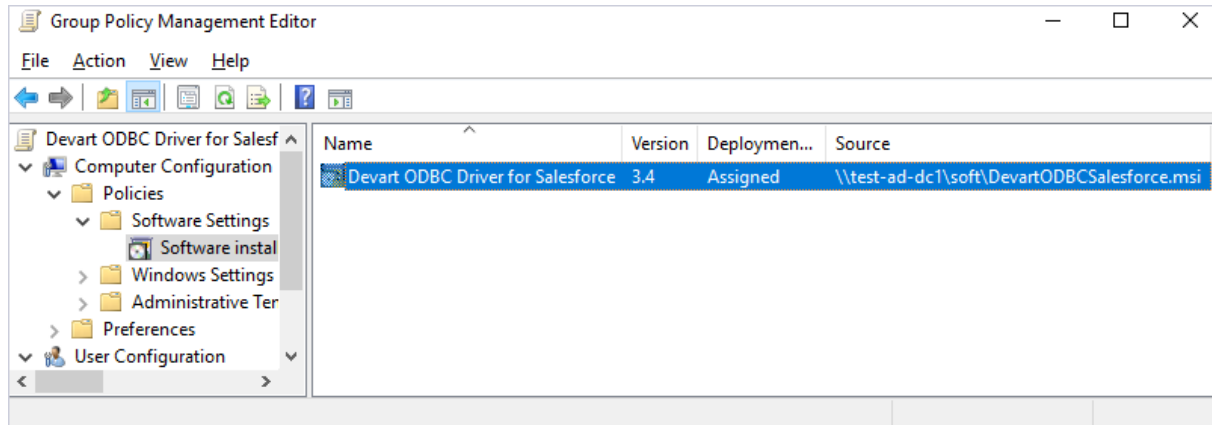 Group Policy Management Editor
File Action View Help
Devart ODBC Driver for Salesf
Computer Configuration
Policies
Software Settings
Software instal
Windows Settings
Administrative Ter
Preferences
User Configuration
Name Version Deploymen... Source
Devart ODBC Driver for Salesforce 3.4 Assigned \\test-ad-dc1\soft\DevartODBCSalesforce.msi